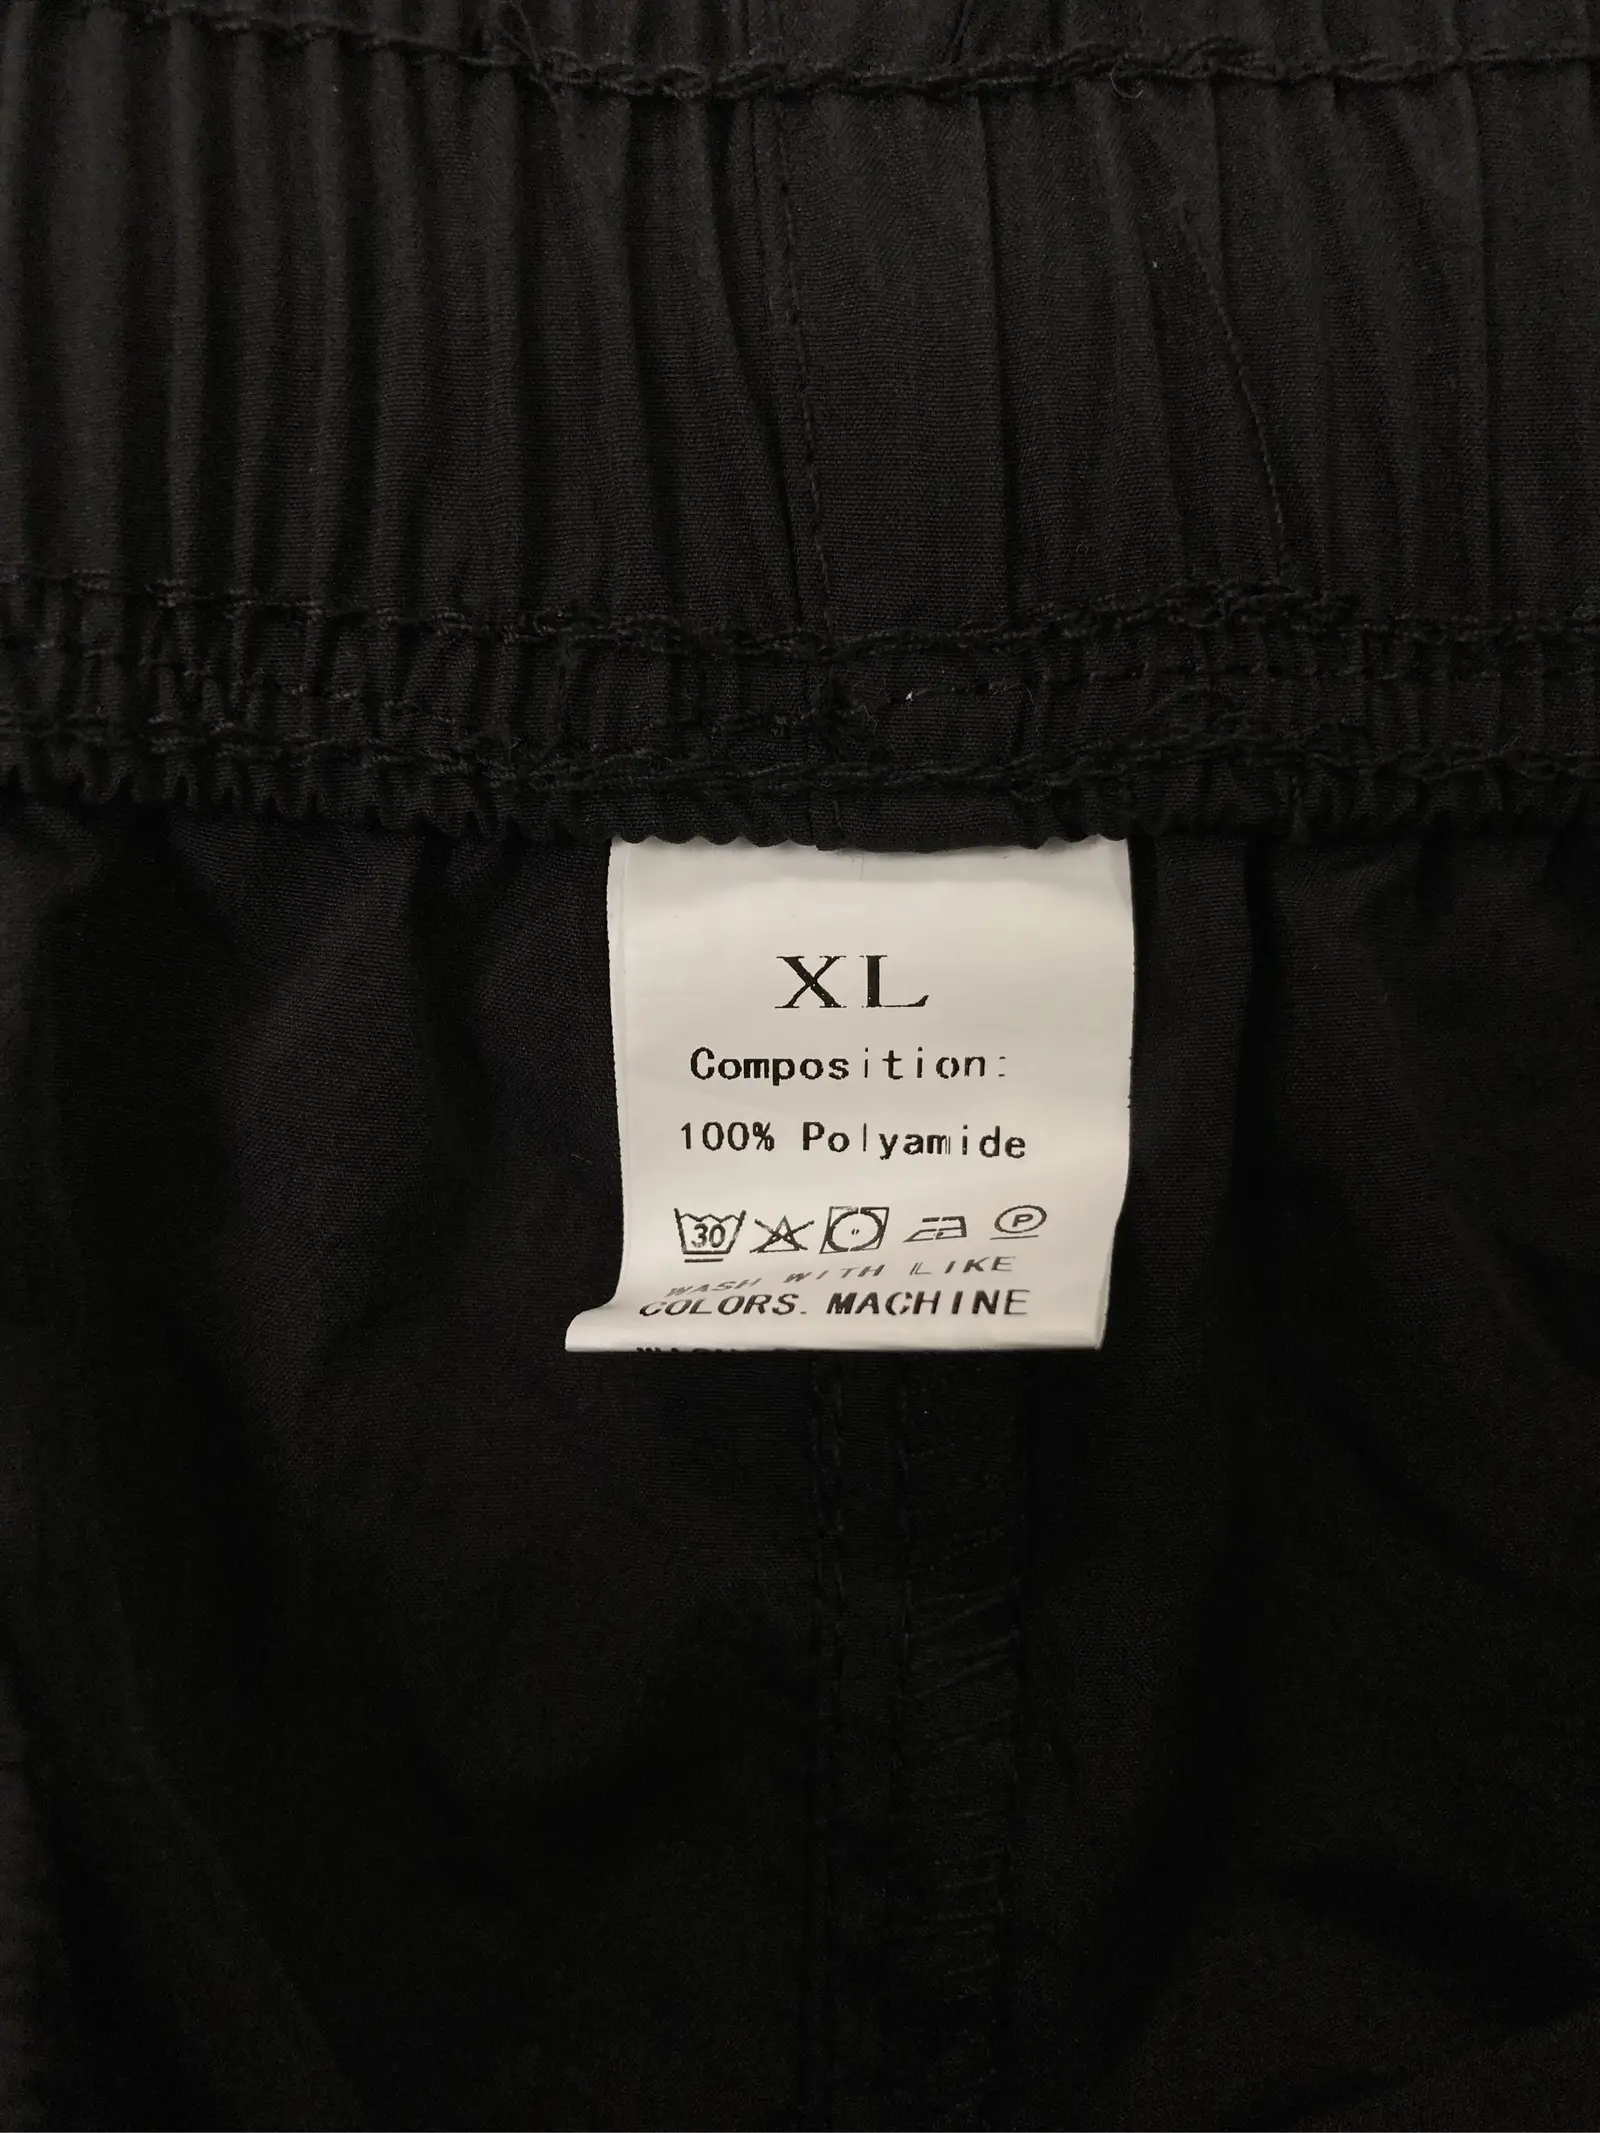 XL
Composition:
100% Polyamide
30 P
WASH WITH LIKE
COLORS. MACHINE